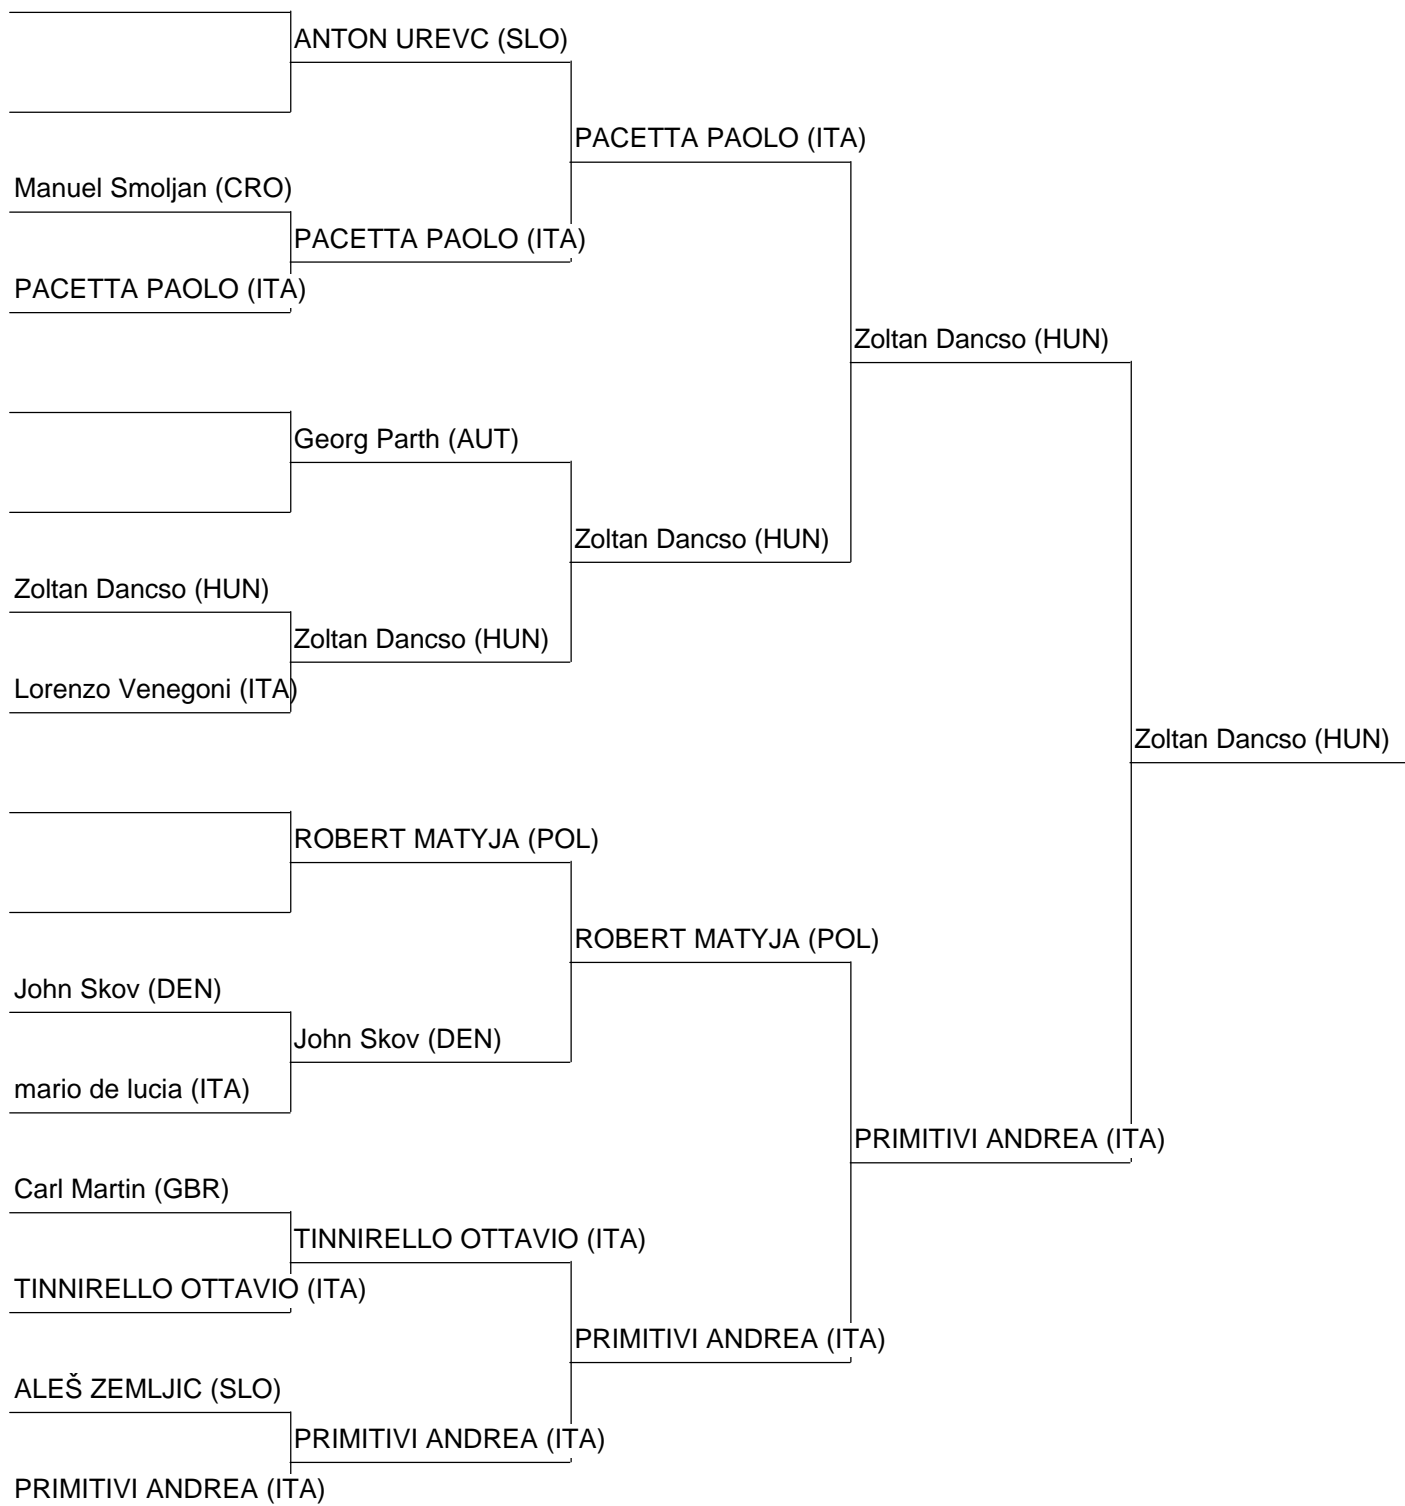 ANTON UREVC (SLO)
PACETTA PAOLO (ITA)
Manuel Smoljan (CRO)
PACETTA PAOLO (ITA)
PACETTA PAOLO (ITA)
Zoltan Dancso (HUN)
Georg Parth (AUT)
Zoltan Dancso (HUN)
Zoltan Dancso (HUN)
Zoltan Dancso (HUN)
Lorenzo Venegoni (ITA)
Zoltan Dancso (HUN)
ROBERT MATYJA (POL)
ROBERT MATYJA (POL)
John Skov (DEN)
John Skov (DEN)
mario de lucia (ITA)
PRIMITIVI ANDREA (ITA)
Carl Martin (GBR)
TINNIRELLO OTTAVIO (ITA)
TINNIRELLO OTTAVIO (ITA)
PRIMITIVI ANDREA (ITA)
ALEŠ ZEMLJIC (SLO)
PRIMITIVI ANDREA (ITA)
PRIMITIVI ANDREA (ITA)